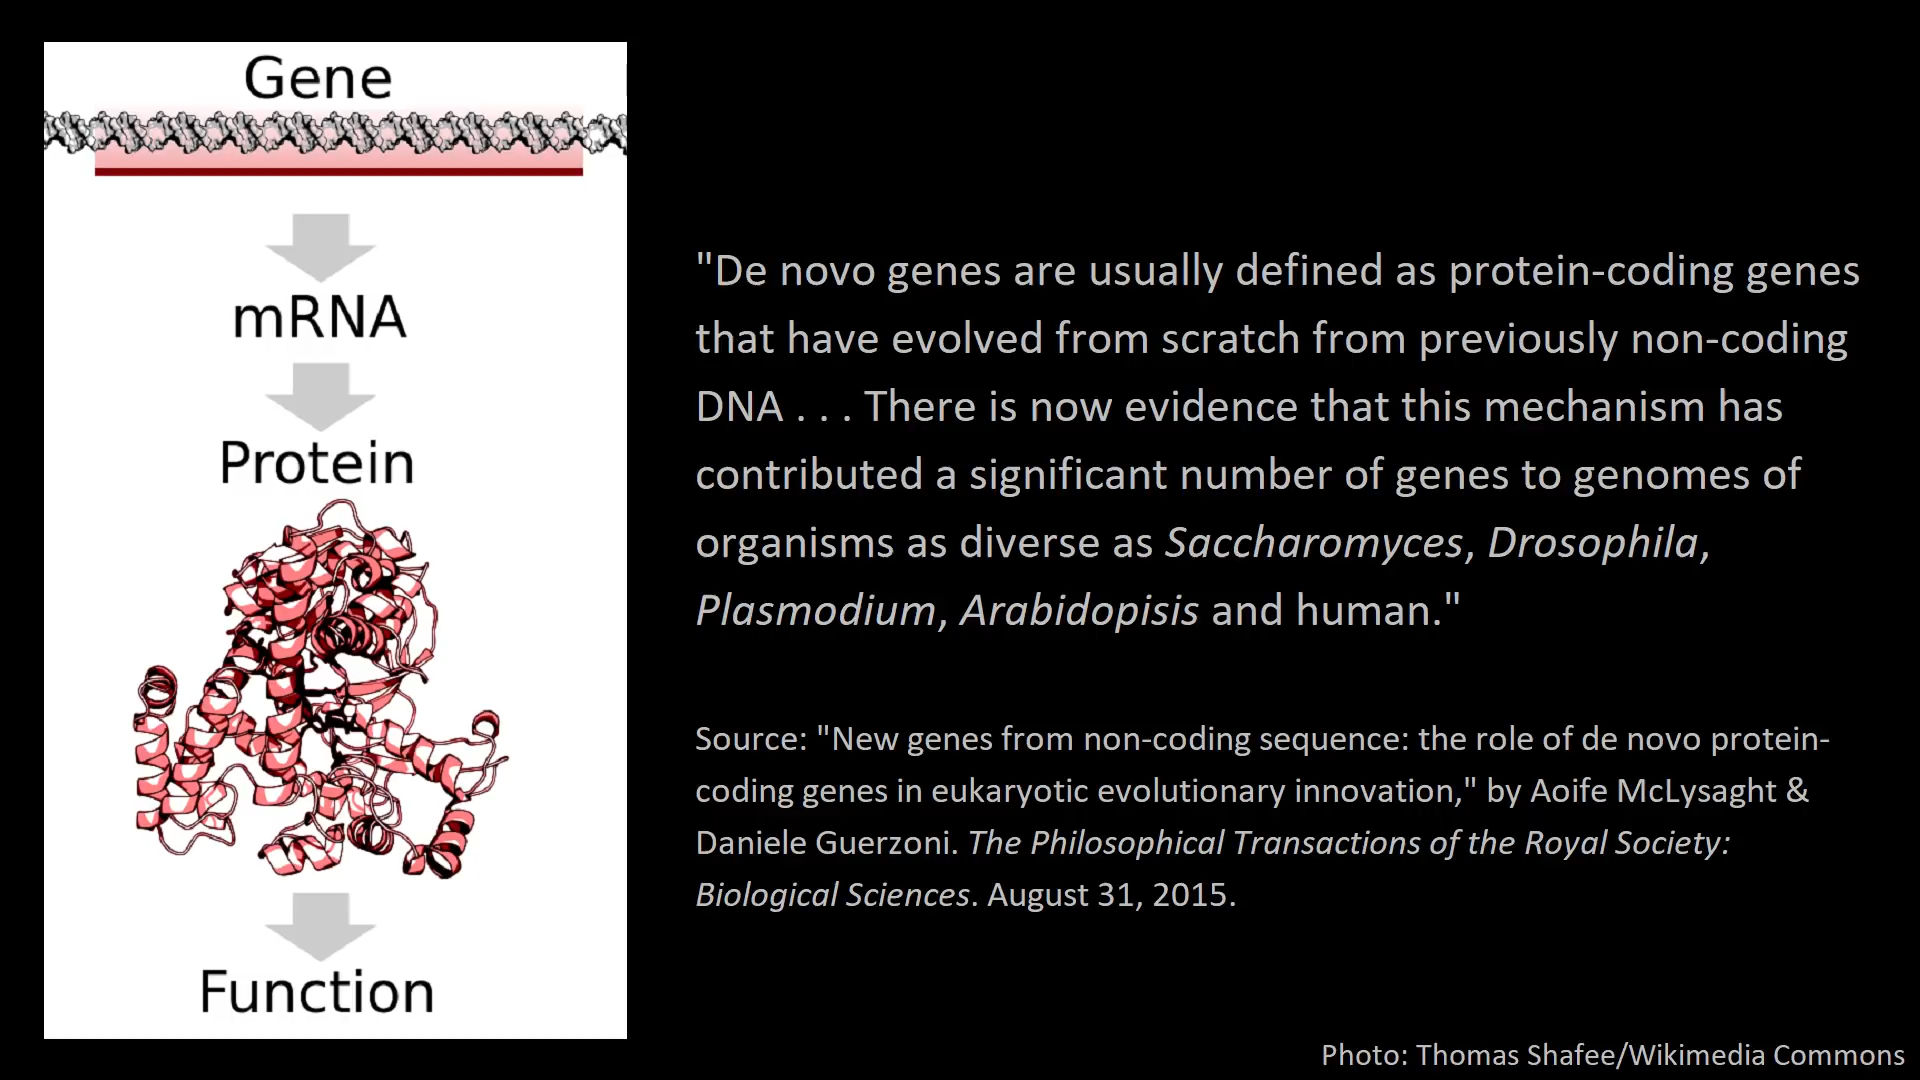 Gene
mRNA
Protein
Function
"De novo genes are usually defined as protein-coding genes
that have evolved from scratch from previously non-coding
DNA . . . There is now evidence that this mechanism has
contributed a significant number of genes to genomes of
organisms as diverse as Saccharomyces, Drosophila,
Plasmodium, Arabidopisis and human."
Source: "New genes from non-coding sequence: the role of de novo protein-
coding genes in eukaryotic evolutionary innovation," by Aoife McLysaght &
Daniele Guerzoni. The Philosophical Transactions of the Royal Society:
Biological Sciences. August 31, 2015.
Photo: Thomas Shafee/Wikimedia Commons